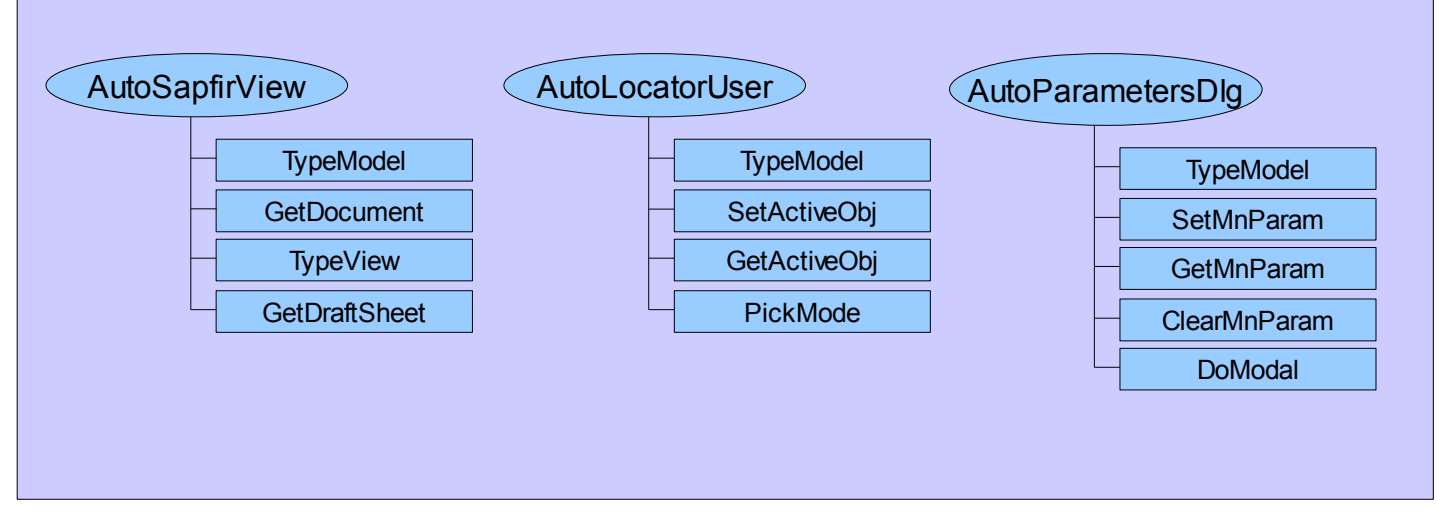 AutoSapfirView
TypeModel
GetDocument
TypeView
GetDraftSheet
AutoLocatorUser
TypeModel
SetActiveObj
GetActiveObj
PickMode
AutoParametersDlg
TypeModel
SetMnParam
GetMnParam
ClearMnParam
DoModal